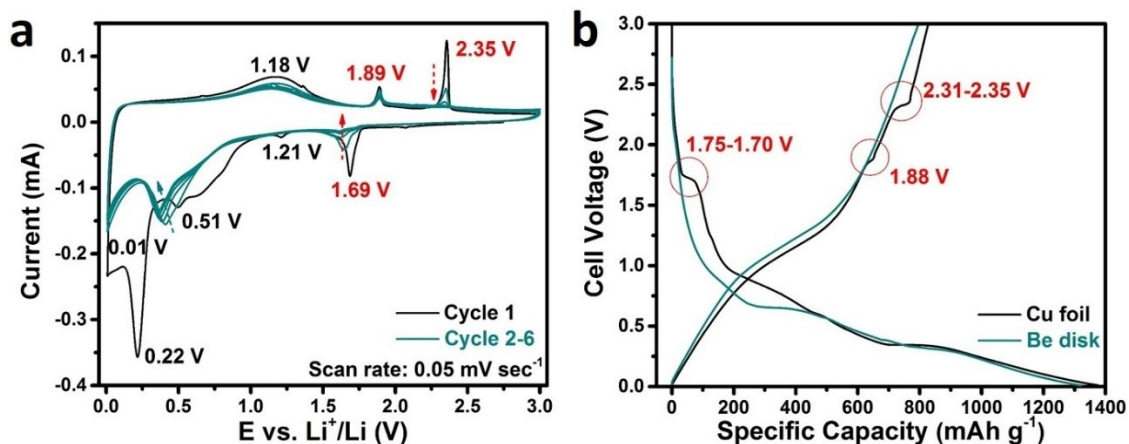 a
0.1
0.0
-0.1
-0.2
-0.3
-0.4
Current (mA)
0.0
0.5
1.0
1.5
2.0
2.5
3.0
E vs. Li⁺/Li (V)
1.18 V
1.89 V
2.35 V
1.21 V
1.69 V
0.51 V
0.01 V
0.22 V
Cycle 1
Cycle 2-6
Scan rate: 0.05 mV sec⁻¹
b
3.0
2.5
2.0
1.5
1.0
0.5
0.0
Cell Voltage (V)
0
200
400
600
800
1000
1200
1400
Specific Capacity (mAh g⁻¹)
2.31-2.35 V
1.75-1.70 V
1.88 V
Cu foil
Be disk